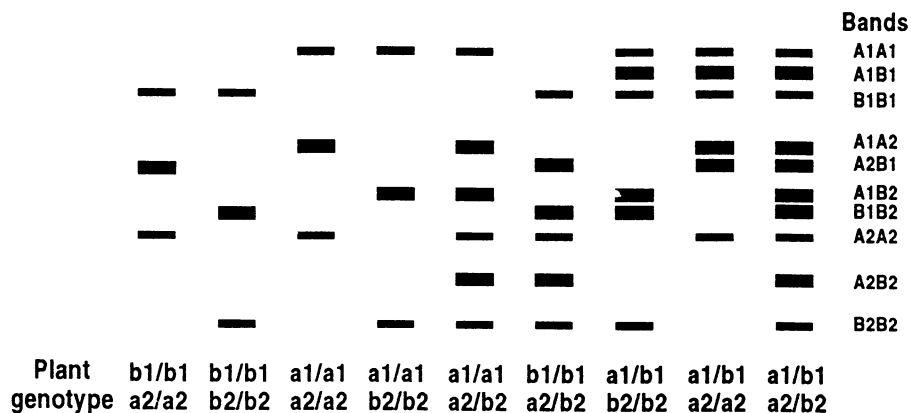 Bands
A1A1
A1B1
B1B1
A1A2
A2B1
A1B2
B1B2
A2A2
A2B2
B2B2
Plant b1/b1 b1/b1 a1/a1 a1/a1 a1/a1 b1/b1 a1/b1 a1/b1 a1/b1
genotype a2/a2 b2/b2 a2/a2 b2/b2 a2/b2 a2/b2 b2/b2 a2/a2 a2/b2